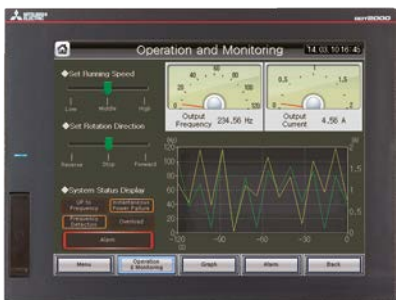 MITSUBISHI
ELECTRIC
GOT2000
Operation and Monitoring
14.03.10 16:45
◆Set Running Speed
Low Middle High
◆Set Rotation Direction
Reverse Stop Forward
◆System Status Display
UP to
Frequency
Instantaneous
Power Failure
Frequency
Detection
Overload
Alarm
Output
Frequency 234.56 Hz
Output
Current 4.56 A
Menu
Operation
& Monitoring
Graph
Alarm
Back